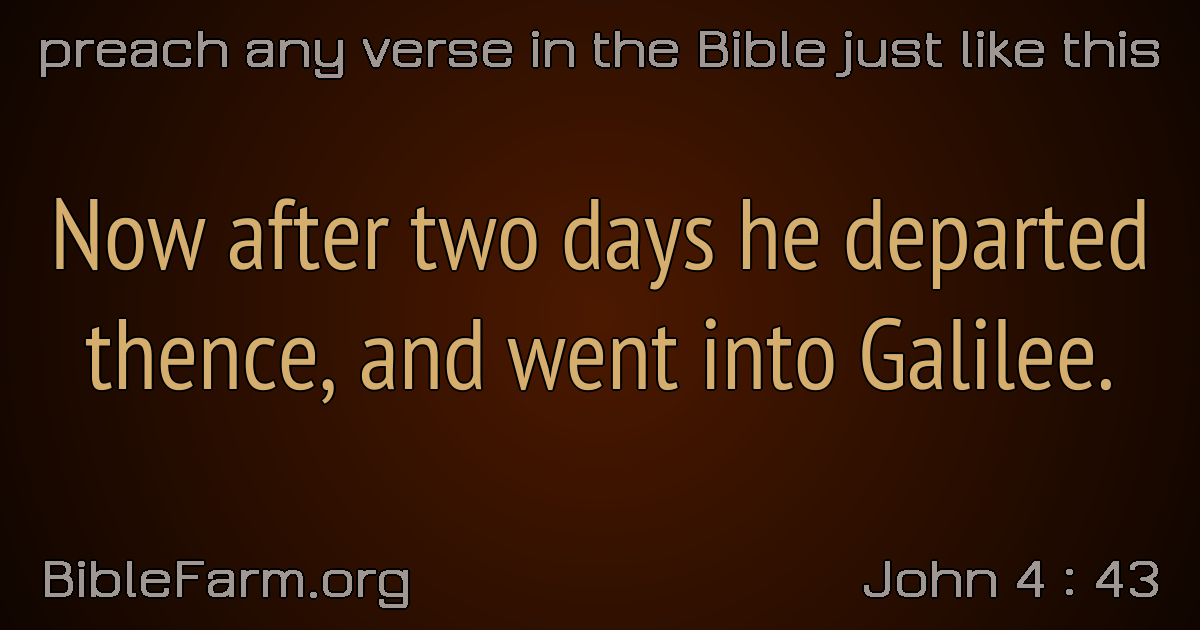 preach any verse in the Bible just like this
Now after two days he departed
thence, and went into Galilee.
BibleFarm.org
John 4 : 43